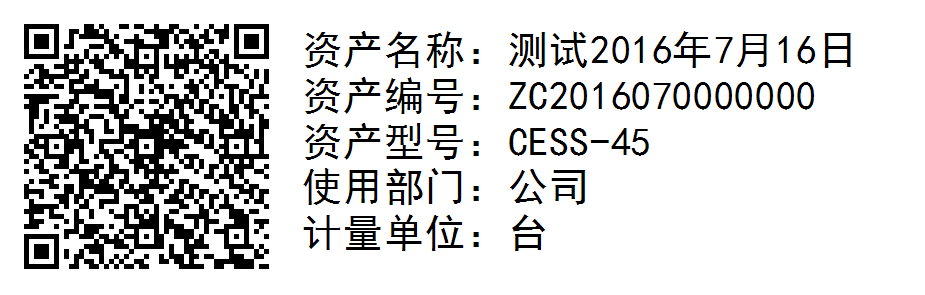 资产名称：测试2016年7月16日
资产编号：ZC2016070000000
资产型号：CESS-45
使用部门：公司
计量单位：台